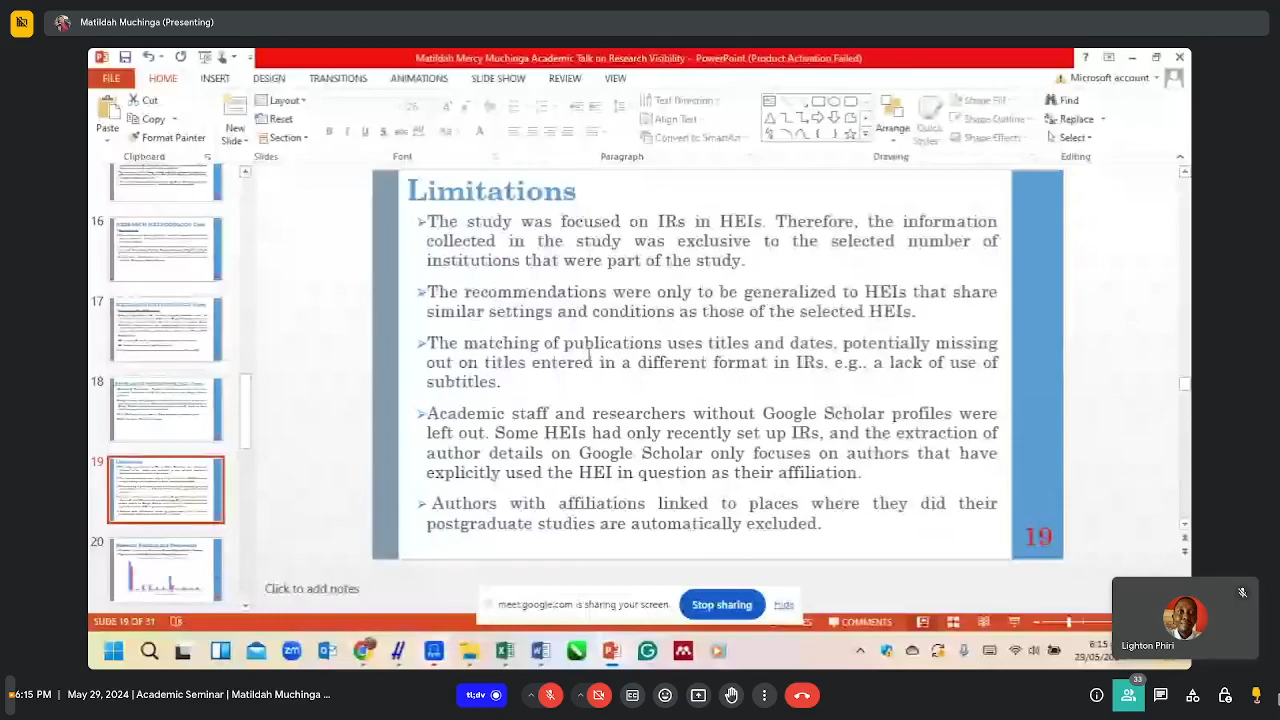 Matildah Muchinga (Presenting)
Matildah Mercy Muchinga Academic Talk on Research Visibility - PowerPoint (Product Activation Failed)
FILE HOME INSERT DESIGN TRANSITIONS ANIMATIONS SLIDE SHOW REVIEW VIEW Microsoft account
Paste
Cut
Copy
Format Painter
Clipboard
New
Slide
Layout
Reset
Section
Slides
26
Font
Text Direction
Align Text
Convert to SmartArt
Paragraph
Arrange
Quick
Styles
Shape Fill
Shape Outline
Shape Effects
Drawing
Find
Replace
Select
Editing
16
17
18
19
20
Limitations
➢The study was focused on IRs in HEIs. Therefore, the information
collected in the study was exclusive to the selected number of
institutions that were part of the study.
➢The recommendations were only to be generalized to HEIs that share
similar settings and conditions as those of the selected HEIs.
➢The matching of publications uses titles and dates, potentially missing
out on titles entered in a different format in IRs, e.g., a lack of use of
subtitles.
➢Academic staff and researchers without Google Scholar profiles were
left out. Some HEIs had only recently set up IRs, and the extraction of
author details on Google Scholar only focuses on authors that have
explicitly used the HEI in question as their affiliation.
Authors with affiliations linked to places where they did their
postgraduate studies are automatically excluded.
19
Click to add notes
meet.google.com is sharing your screen. Stop sharing Hide
SLIDE 19 OF 31
COMMENTS
6:15
29/05/
Lighton Phiri
6:15 PM | May 29, 2024 | Academic Seminar | Matildah Muchinga ...
tl;dv
33